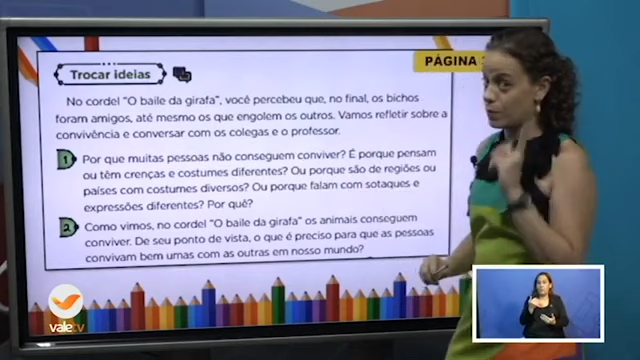 PÁGINA
Trocar ideias
No cordel "O baile da girafa", você percebeu que, no final, os bichos
foram amigos, até mesmo os que engolem os outros. Vamos refletir sobre a
convivência e conversar com os colegas e o professor.
1 Por que muitas pessoas não conseguem conviver? É porque pensam
ou têm crenças e costumes diferentes? Ou porque são de regiões ou
países com costumes diversos? Ou porque falam com sotaques e
expressões diferentes? Por quê?
2 Como vimos, no cordel "O baile da girafa" os animais conseguem
conviver. De seu ponto de vista, o que é preciso para que as pessoas
convivam bem umas com as outras em nosso mundo?
vale tv